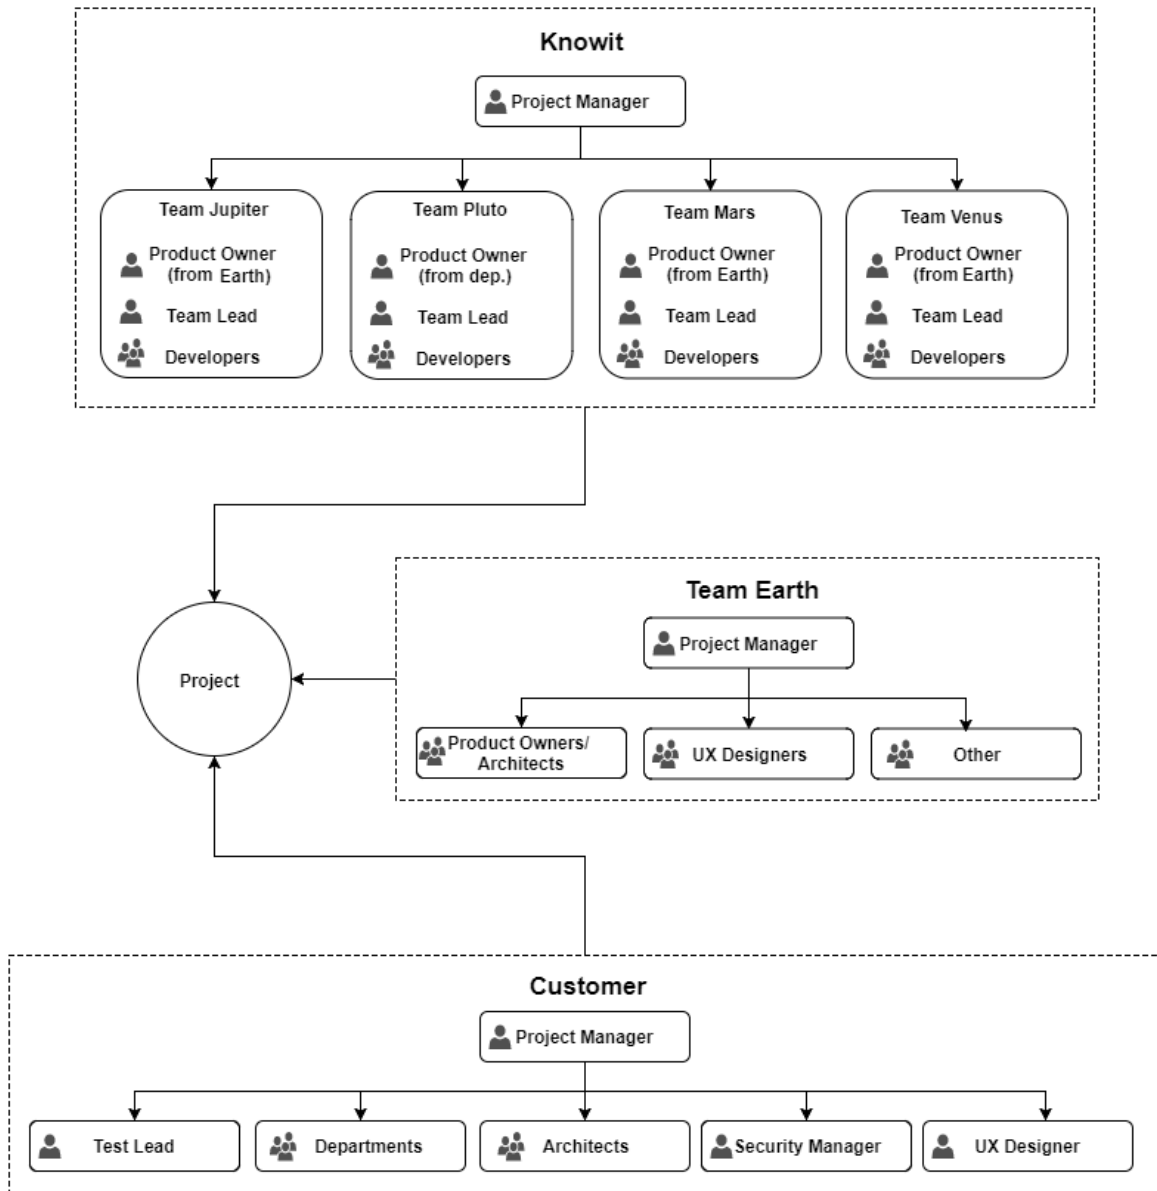 Knowit
Project Manager
Team Jupiter
Product Owner
(from Earth)
Team Lead
Developers
Team Pluto
Product Owner
(from dep.)
Team Lead
Developers
Team Mars
Product Owner
(from Earth)
Team Lead
Developers
Team Venus
Product Owner
(from Earth)
Team Lead
Developers
Project
Team Earth
Project Manager
Product Owners/
Architects
UX Designers
Other
Customer
Project Manager
Test Lead
Departments
Architects
Security Manager
UX Designer